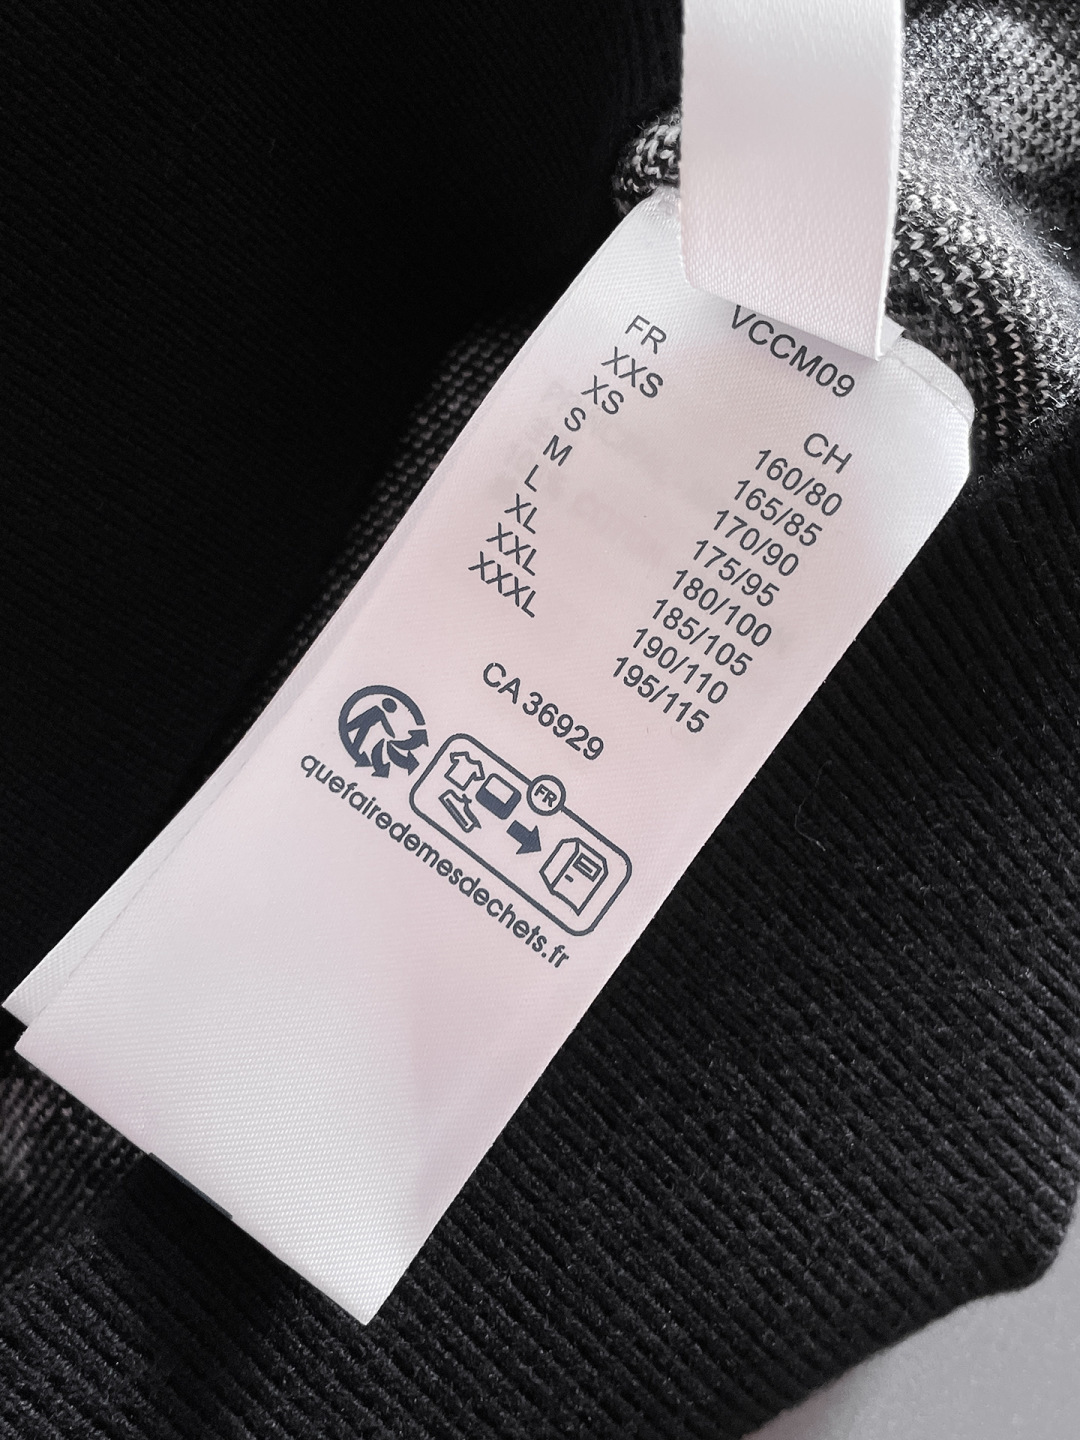 VCCM09
FR CH
XXS 160/80
XS 165/85
S 170/90
M 175/95
L 180/100
XL 185/105
XXL 190/110
XXXL 195/115
CA 36929
FR
quefairedemesdechets.fr